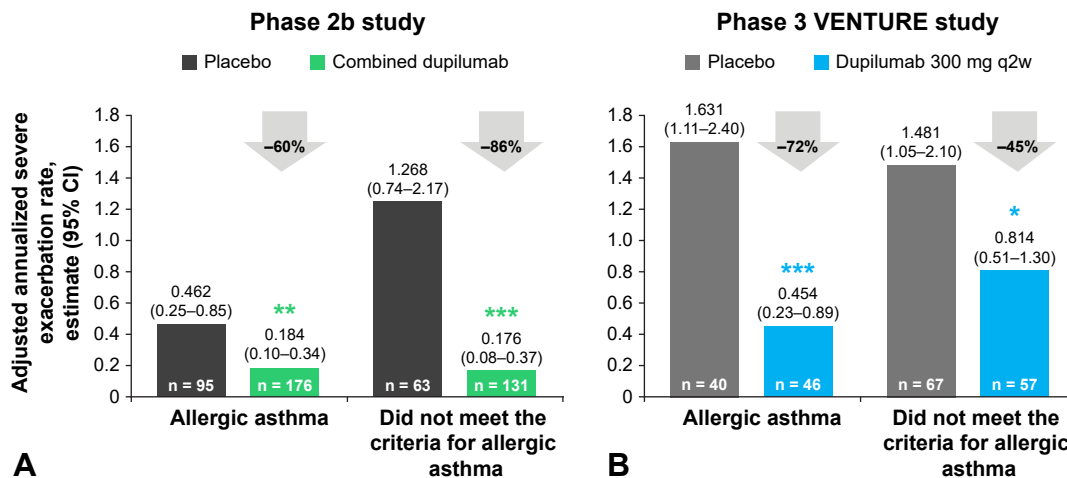 Phase 2b study
Placebo
Combined dupilumab
Adjusted annualized severe
exacerbation rate,
estimate (95% CI)
1.8
1.6
1.4
1.2
1.0
0.8
0.6
0.4
0.2
0
–60%
–86%
0.462
(0.25–0.85)
**
0.184
(0.10–0.34)
1.268
(0.74–2.17)
***
0.176
(0.08–0.37)
n = 95
n = 176
n = 63
n = 131
Allergic asthma
Did not meet the
criteria for allergic
asthma
A
Phase 3 VENTURE study
Placebo
Dupilumab 300 mg q2w
1.8
1.6
1.4
1.2
1.0
0.8
0.6
0.4
0.2
0
–72%
–45%
1.631
(1.11–2.40)
***
0.454
(0.23–0.89)
1.481
(1.05–2.10)
*
0.814
(0.51–1.30)
n = 40
n = 46
n = 67
n = 57
Allergic asthma
Did not meet the
criteria for allergic
asthma
B